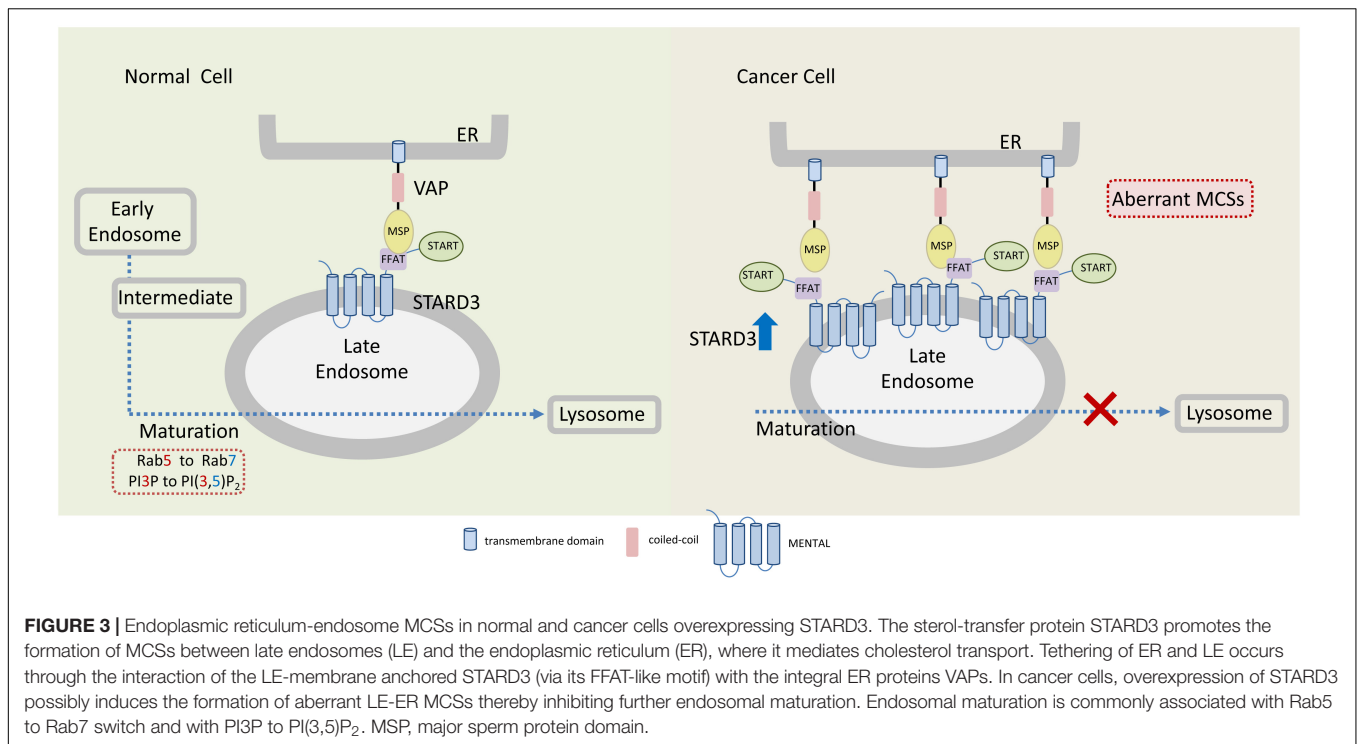 Normal Cell
ER
VAP
MSP
START
FFAT
STARD3
Early
Endosome
Intermediate
Late
Endosome
Maturation
Lysosome
Rab5 to Rab7
PI3P to PI(3,5)P₂
Cancer Cell
ER
Aberrant MCSs
MSP
MSP
MSP
START
FFAT
FFAT
START
FFAT
START
STARD3
Late
Endosome
Maturation
Lysosome
transmembrane domain
coiled-coil
MENTAL
FIGURE 3 | Endoplasmic reticulum-endosome MCSs in normal and cancer cells overexpressing STARD3. The sterol-transfer protein STARD3 promotes the
formation of MCSs between late endosomes (LE) and the endoplasmic reticulum (ER), where it mediates cholesterol transport. Tethering of ER and LE occurs
through the interaction of the LE-membrane anchored STARD3 (via its FFAT-like motif) with the integral ER proteins VAPs. In cancer cells, overexpression of STARD3
possibly induces the formation of aberrant LE-ER MCSs thereby inhibiting further endosomal maturation. Endosomal maturation is commonly associated with Rab5
to Rab7 switch and with PI3P to PI(3,5)P₂. MSP, major sperm protein domain.